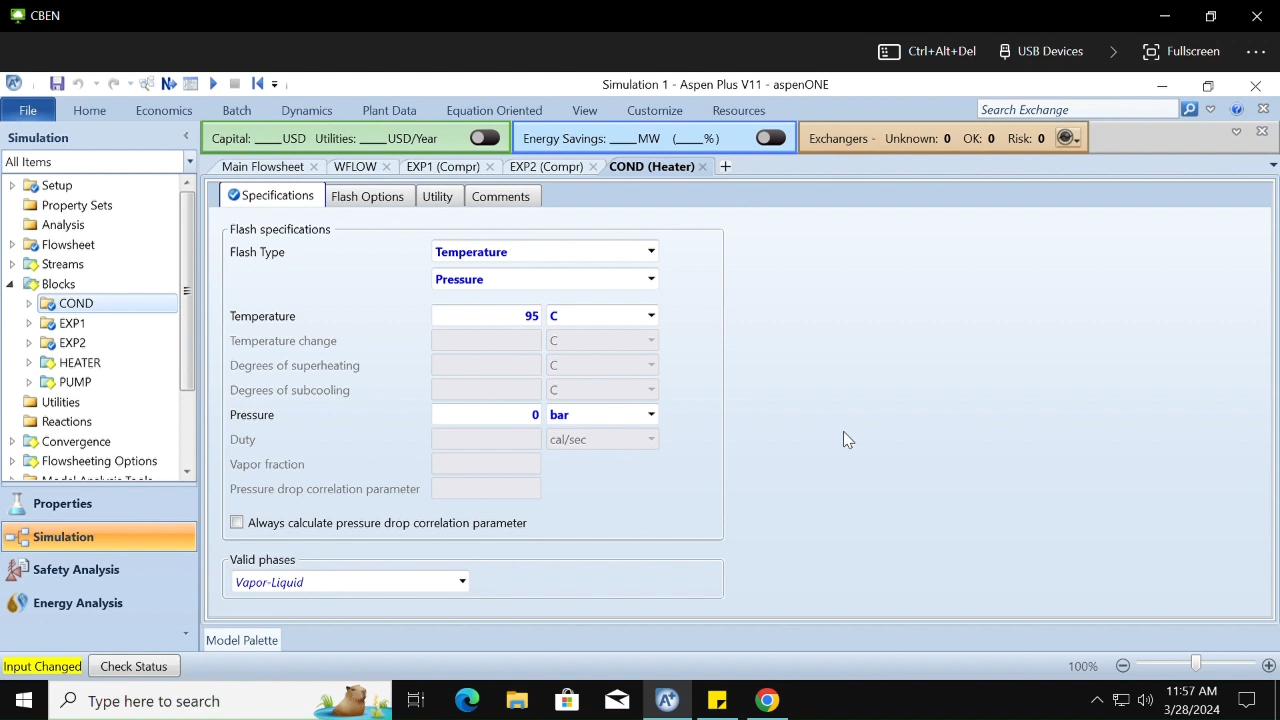 CBEN
Ctrl+Alt+Del USB Devices Fullscreen
Simulation 1 - Aspen Plus V11 - aspenONE
File Home Economics Batch Dynamics Plant Data Equation Oriented View Customize Resources Search Exchange
Simulation
Capital: ____USD Utilities: ____USD/Year
Energy Savings: ____MW (____%)
Exchangers - Unknown: 0 OK: 0 Risk: 0
All Items
Main Flowsheet WFLOW EXP1 (Compr) EXP2 (Compr) COND (Heater)
Setup
Property Sets
Analysis
Flowsheet
Streams
Blocks
COND
EXP1
EXP2
HEATER
PUMP
Utilities
Reactions
Convergence
Flowsheeting Options
Model Analysis Tools
Properties
Simulation
Safety Analysis
Energy Analysis
Specifications Flash Options Utility Comments
Flash specifications
Flash Type Temperature
Pressure
Temperature 95 C
Temperature change C
Degrees of superheating C
Degrees of subcooling C
Pressure 0 bar
Duty cal/sec
Vapor fraction
Pressure drop correlation parameter
Always calculate pressure drop correlation parameter
Valid phases
Vapor-Liquid
Model Palette
Input Changed Check Status 100%
Type here to search
11:57 AM
3/28/2024